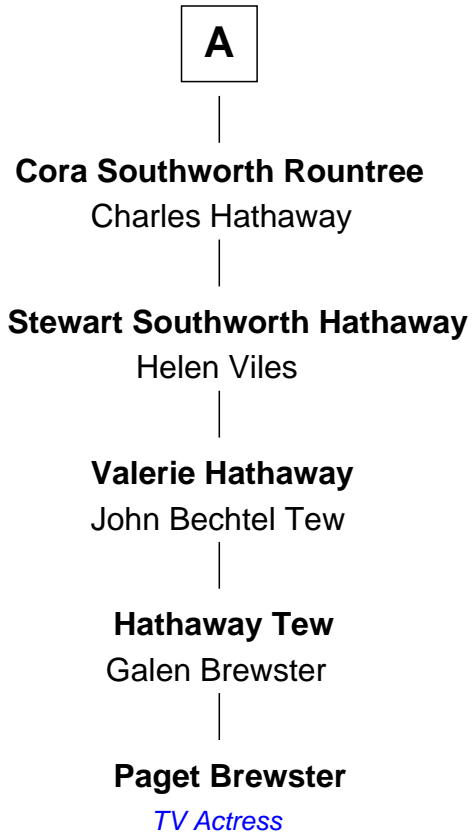 A
Cora Southworth Rountree
Charles Hathaway
Stewart Southworth Hathaway
Helen Viles
Valerie Hathaway
John Bechtel Tew
Hathaway Tew
Galen Brewster
Paget Brewster
TV Actress